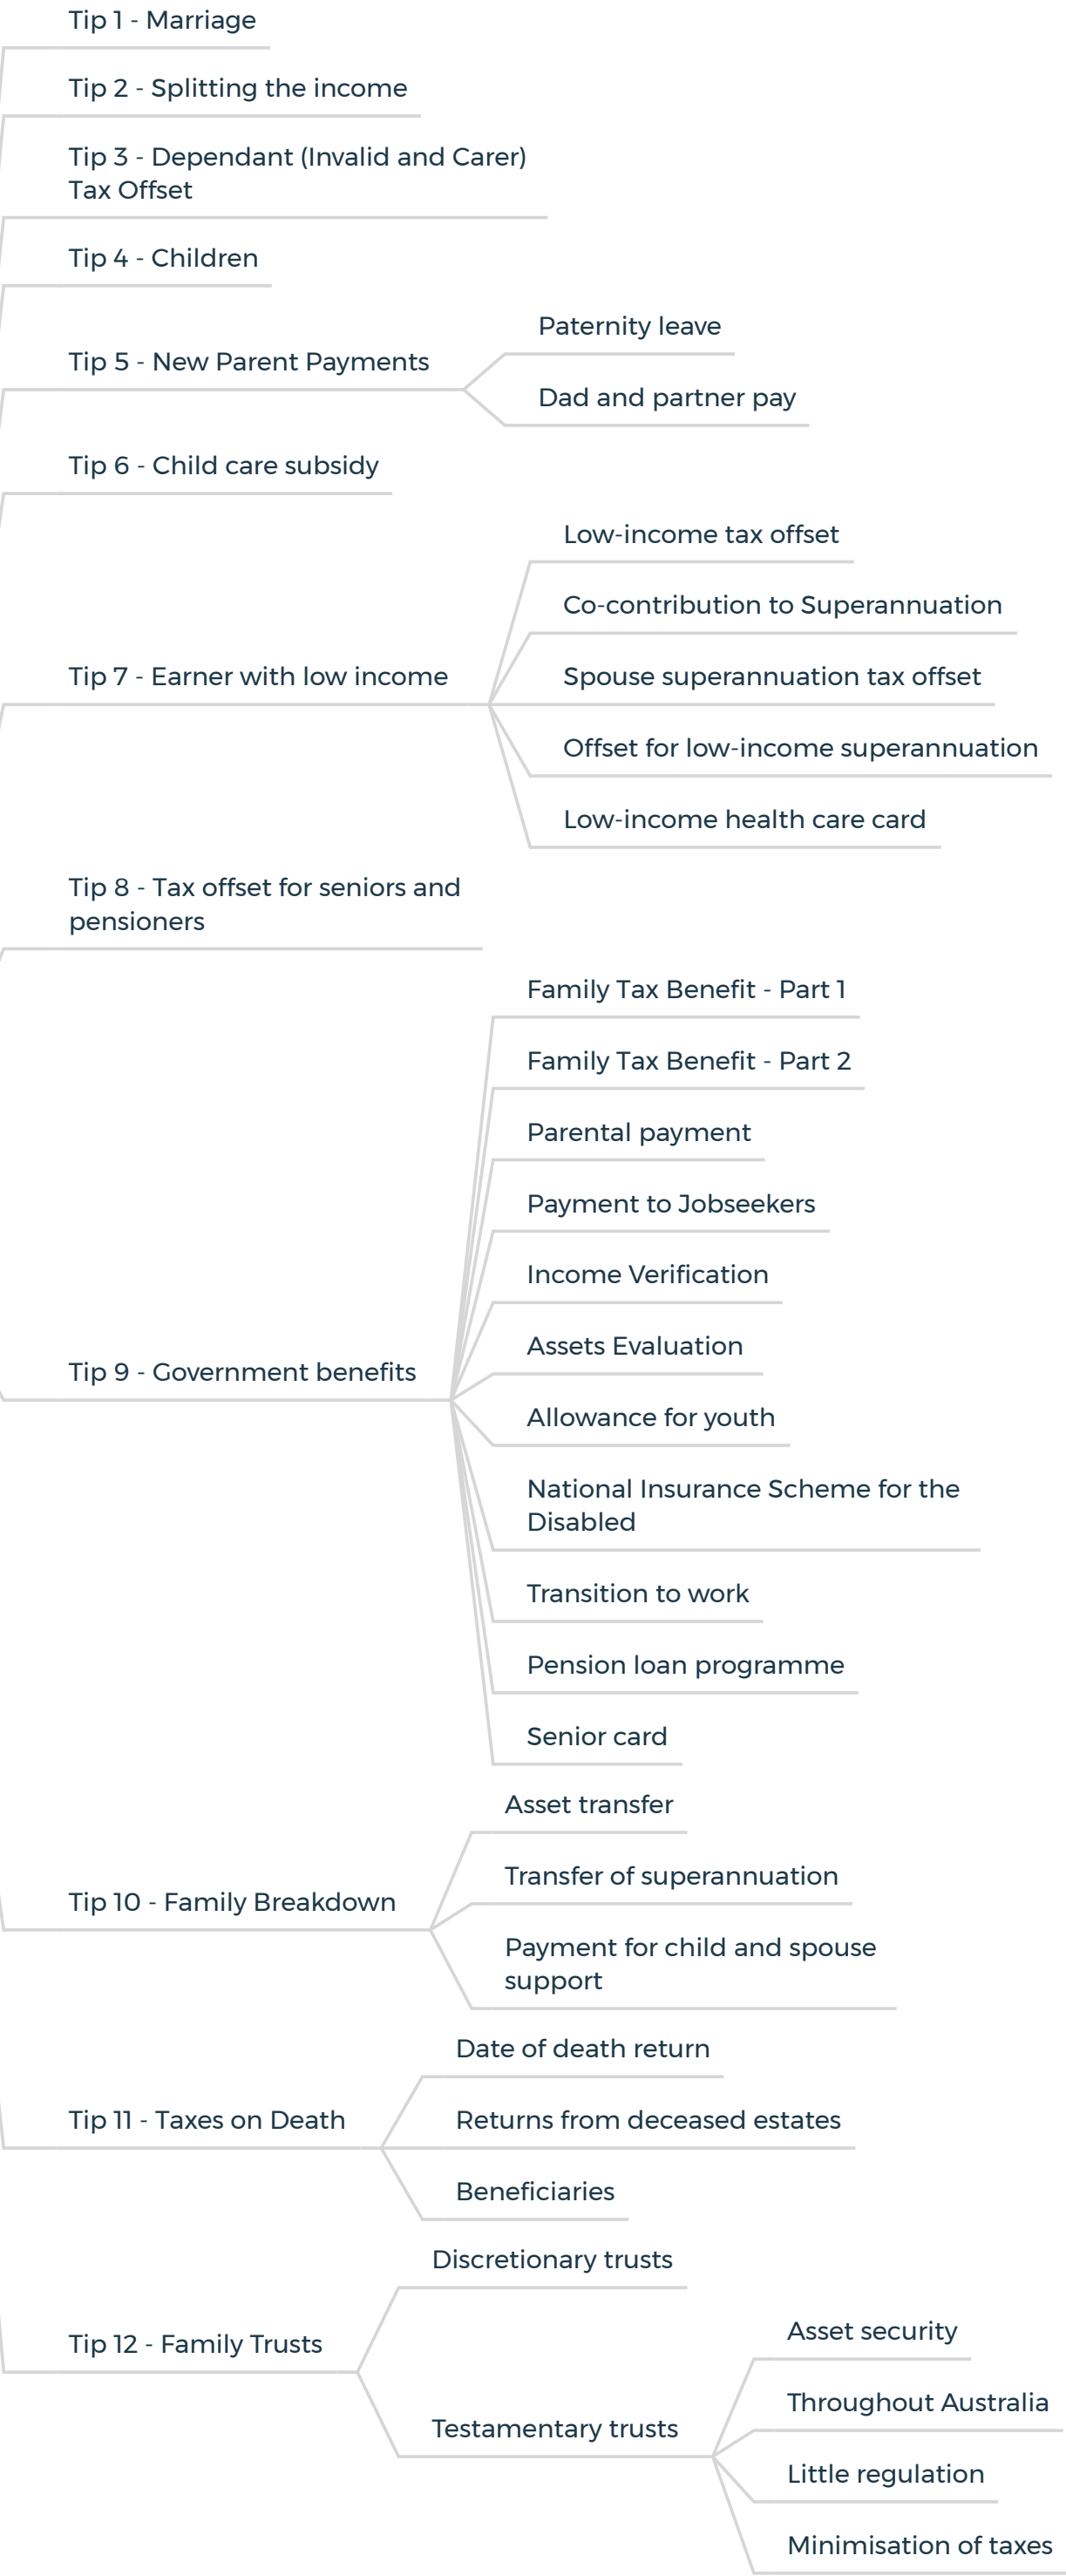 Tip 1 - Marriage
Tip 2 - Splitting the income
Tip 3 - Dependant (Invalid and Carer)
Tax Offset
Tip 4 - Children
Tip 5 - New Parent Payments
Paternity leave
Dad and partner pay
Tip 6 - Child care subsidy
Tip 7 - Earner with low income
Low-income tax offset
Co-contribution to Superannuation
Spouse superannuation tax offset
Offset for low-income superannuation
Low-income health care card
Tip 8 - Tax offset for seniors and
pensioners
Tip 9 - Government benefits
Family Tax Benefit - Part 1
Family Tax Benefit - Part 2
Parental payment
Payment to Jobseekers
Income Verification
Assets Evaluation
Allowance for youth
National Insurance Scheme for the
Disabled
Transition to work
Pension loan programme
Senior card
Tip 10 - Family Breakdown
Asset transfer
Transfer of superannuation
Payment for child and spouse
support
Tip 11 - Taxes on Death
Date of death return
Returns from deceased estates
Beneficiaries
Tip 12 - Family Trusts
Discretionary trusts
Testamentary trusts
Asset security
Throughout Australia
Little regulation
Minimisation of taxes